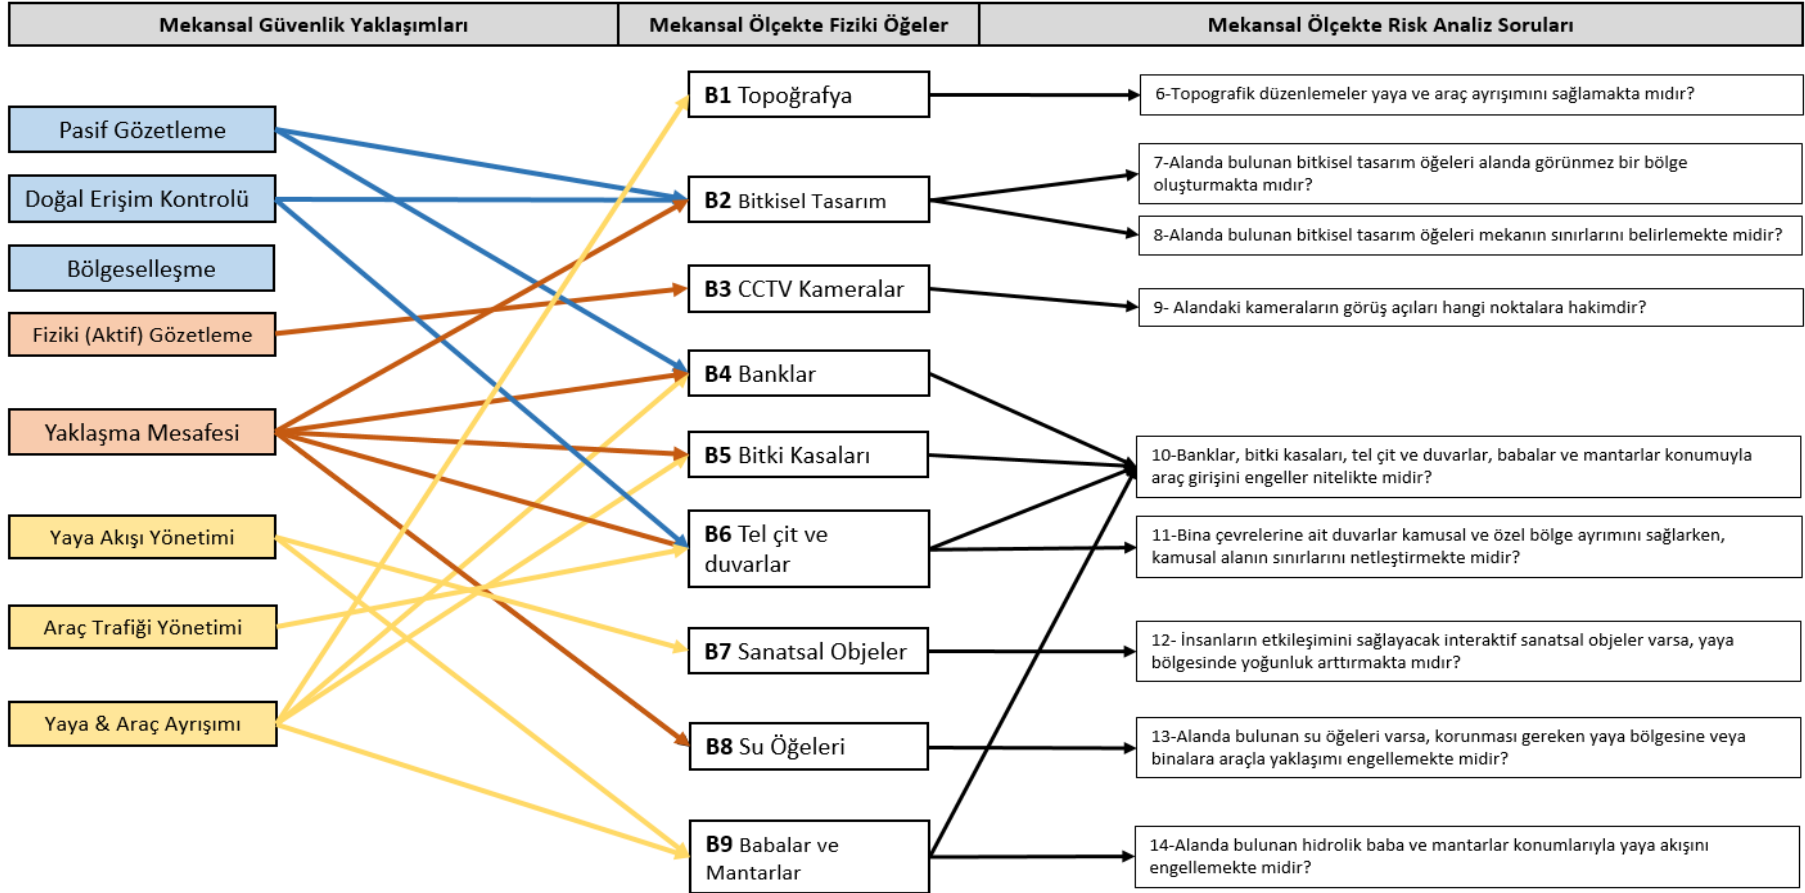 Mekansal Güvenlik Yaklaşımları
Mekansal Ölçekte Fiziki Öğeler
Mekansal Ölçekte Risk Analiz Soruları
Pasif Gözetleme
Doğal Erişim Kontrolü
Bölgeselleşme
Fiziki (Aktif) Gözetleme
Yaklaşma Mesafesi
Yaya Akışı Yönetimi
Araç Trafiği Yönetimi
Yaya & Araç Ayrışımı
B1 Topoğrafya
B2 Bitkisel Tasarım
B3 CCTV Kameralar
B4 Banklar
B5 Bitki Kasaları
B6 Tel çit ve
duvarlar
B7 Sanatsal Objeler
B8 Su Öğeleri
B9 Babalar ve
Mantarlar
6-Topografik düzenlemeler yaya ve araç ayrışımını sağlamakta mıdır?
7-Alanda bulunan bitkisel tasarım öğeleri alanda görünmez bir bölge
oluşturmakta mıdır?
8-Alanda bulunan bitkisel tasarım öğeleri mekanın sınırlarını belirlemekte midir?
9- Alandaki kameraların görüş açıları hangi noktalara hakimdir?
10-Banklar, bitki kasaları, tel çit ve duvarlar, babalar ve mantarlar konumuyla
araç girişini engeller nitelikte midir?
11-Bina çevrelerine ait duvarlar kamusal ve özel bölge ayrımını sağlarken,
kamusal alanın sınırlarını netleştirmekte midir?
12- İnsanların etkileşimini sağlayacak interaktif sanatsal objeler varsa, yaya
bölgesinde yoğunluk arttırmakta mıdır?
13-Alanda bulunan su öğeleri varsa, korunması gereken yaya bölgesine veya
binalara araçla yaklaşımı engellemekte midir?
14-Alanda bulunan hidrolik baba ve mantarlar konumlarıyla yaya akışını
engellemekte midir?